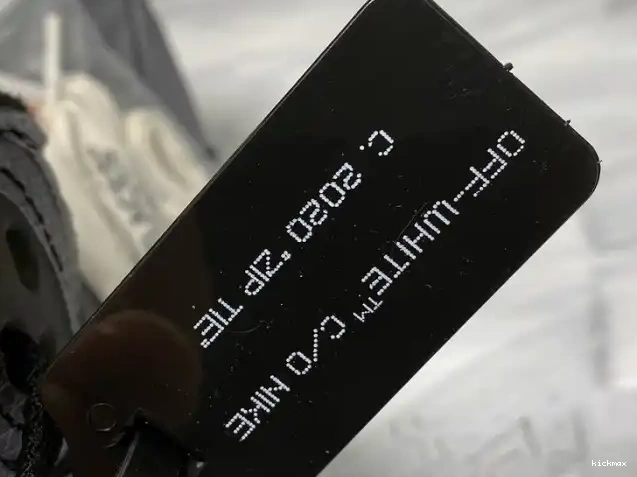 OFF-WHITE™ C/O NIKE
C. 2020 "ZIP TIE"
kickmax